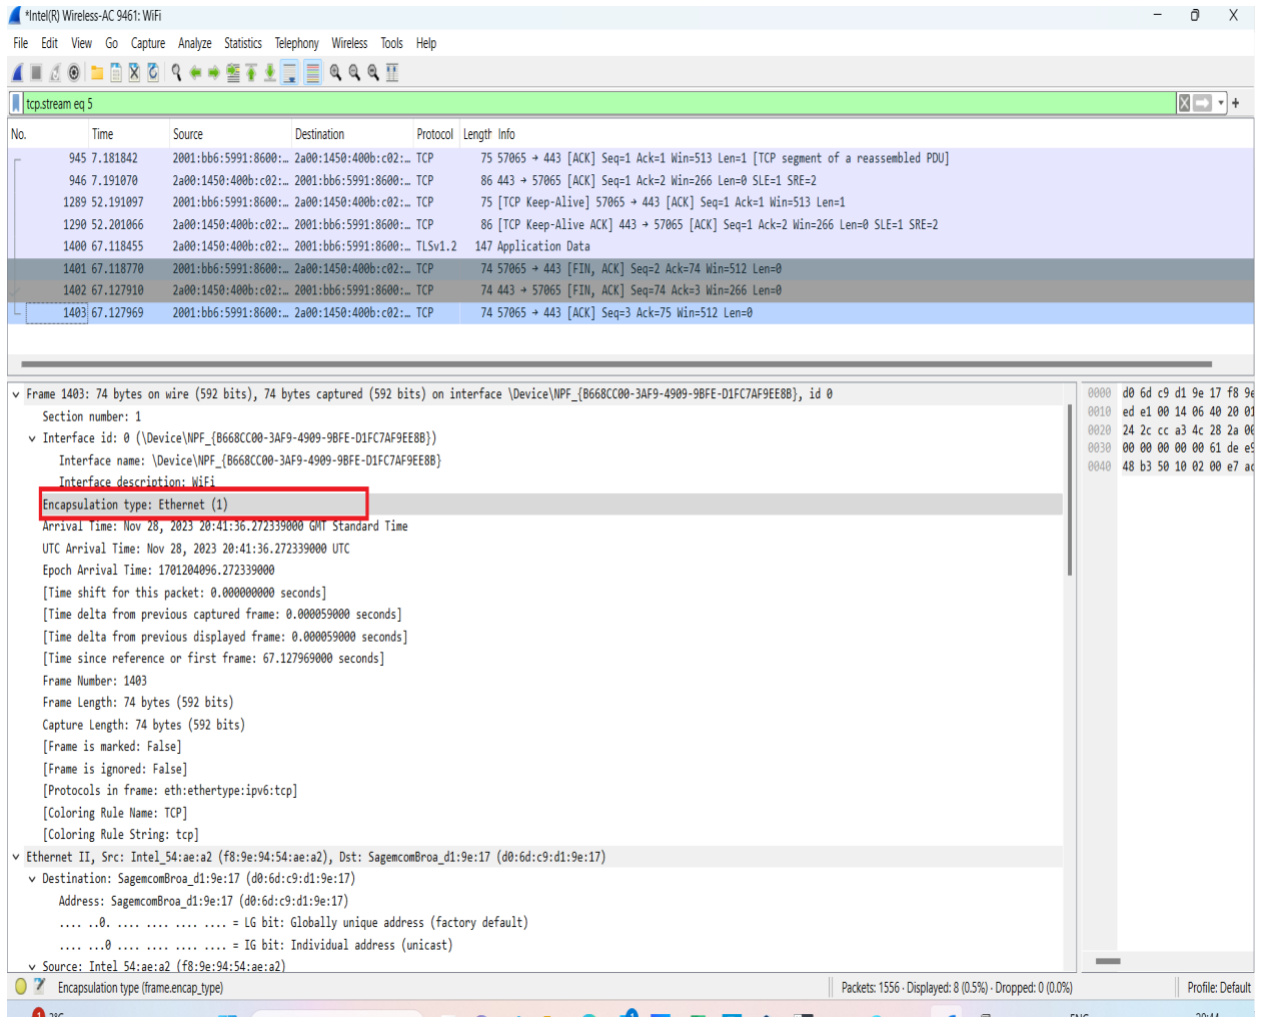 *Intel(R) Wireless-AC 9461: WiFi
File Edit View Go Capture Analyze Statistics Telephony Wireless Tools Help
tcp.stream eq 5
No. Time Source Destination Protocol Length Info
945 7.181842 2001:bb6:5991:8600:… 2a00:1450:400b:c02:… TCP 75 57065 → 443 [ACK] Seq=1 Ack=1 Win=513 Len=1 [TCP segment of a reassembled PDU]
946 7.191070 2a00:1450:400b:c02:… 2001:bb6:5991:8600:… TCP 86 443 → 57065 [ACK] Seq=1 Ack=2 Win=266 Len=0 SLE=1 SRE=2
1289 52.191097 2001:bb6:5991:8600:… 2a00:1450:400b:c02:… TCP 75 [TCP Keep-Alive] 57065 → 443 [ACK] Seq=1 Ack=1 Win=513 Len=1
1290 52.201066 2a00:1450:400b:c02:… 2001:bb6:5991:8600:… TCP 86 [TCP Keep-Alive ACK] 443 → 57065 [ACK] Seq=1 Ack=2 Win=266 Len=0 SLE=1 SRE=2
1400 67.118455 2a00:1450:400b:c02:… 2001:bb6:5991:8600:… TLSv1.2 147 Application Data
1401 67.118770 2001:bb6:5991:8600:… 2a00:1450:400b:c02:… TCP 74 57065 → 443 [FIN, ACK] Seq=2 Ack=74 Win=512 Len=0
1402 67.127910 2a00:1450:400b:c02:… 2001:bb6:5991:8600:… TCP 74 443 → 57065 [FIN, ACK] Seq=74 Ack=3 Win=266 Len=0
1403 67.127969 2001:bb6:5991:8600:… 2a00:1450:400b:c02:… TCP 74 57065 → 443 [ACK] Seq=3 Ack=75 Win=512 Len=0
Frame 1403: 74 bytes on wire (592 bits), 74 bytes captured (592 bits) on interface \Device\NPF_{B668CC00-3AF9-4909-9BFE-D1FC7AF9EE8B}, id 0
Section number: 1
Interface id: 0 (\Device\NPF_{B668CC00-3AF9-4909-9BFE-D1FC7AF9EE8B})
Interface name: \Device\NPF_{B668CC00-3AF9-4909-9BFE-D1FC7AF9EE8B}
Interface description: WiFi
Encapsulation type: Ethernet (1)
Arrival Time: Nov 28, 2023 20:41:36.272339000 GMT Standard Time
UTC Arrival Time: Nov 28, 2023 20:41:36.272339000 UTC
Epoch Arrival Time: 1701204096.272339000
[Time shift for this packet: 0.000000000 seconds]
[Time delta from previous captured frame: 0.000059000 seconds]
[Time delta from previous displayed frame: 0.000059000 seconds]
[Time since reference or first frame: 67.127969000 seconds]
Frame Number: 1403
Frame Length: 74 bytes (592 bits)
Capture Length: 74 bytes (592 bits)
[Frame is marked: False]
[Frame is ignored: False]
[Protocols in frame: eth:ethertype:ipv6:tcp]
[Coloring Rule Name: TCP]
[Coloring Rule String: tcp]
Ethernet II, Src: Intel_54:ae:a2 (f8:9e:94:54:ae:a2), Dst: SagemcomBroa_d1:9e:17 (d0:6d:c9:d1:9e:17)
Destination: SagemcomBroa_d1:9e:17 (d0:6d:c9:d1:9e:17)
Address: SagemcomBroa_d1:9e:17 (d0:6d:c9:d1:9e:17)
.... ..0. .... .... .... .... = LG bit: Globally unique address (factory default)
.... ...0 .... .... .... .... = IG bit: Individual address (unicast)
Source: Intel 54:ae:a2 (f8:9e:94:54:ae:a2)
0000 d0 6d c9 d1 9e 17 f8 9e
0010 ed e1 00 14 06 40 20 01
0020 24 2c cc a3 4c 28 2a 00
0030 00 00 00 00 00 61 de e9
0040 48 b3 50 10 02 00 e7 ac
Encapsulation type (frame.encap_type)
Packets: 1556 · Displayed: 8 (0.5%) · Dropped: 0 (0.0%)
Profile: Default